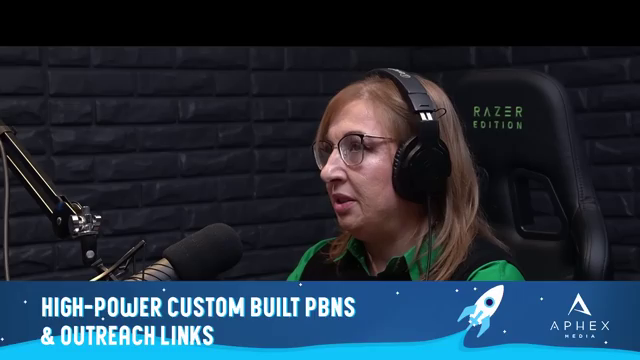 RAZER
EDITION
HIGH-POWER CUSTOM BUILT PBNS
& OUTREACH LINKS
APHEX
MEDIA